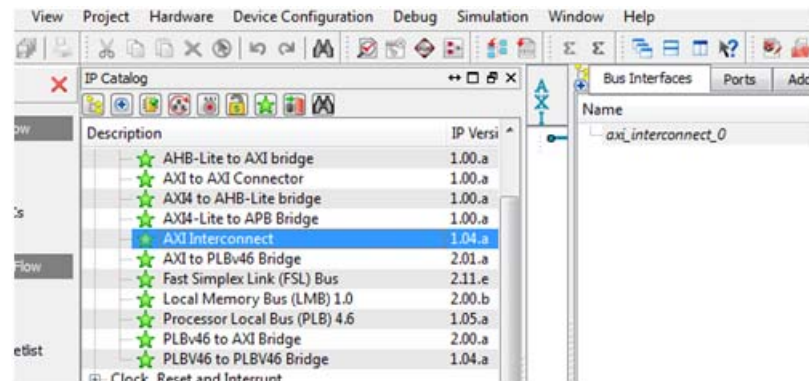 View Project Hardware Device Configuration Debug Simulation Window Help
IP Catalog
Description IP Versi
AHB-Lite to AXI bridge 1.00.a
AXI to AXI Connector 1.00.a
AXI4 to AHB-Lite bridge 1.00.a
AXI4-Lite to APB Bridge 1.00.a
AXI Interconnect 1.04.a
AXI to PLBv46 Bridge 2.01.a
Fast Simplex Link (FSL) Bus 2.11.e
Local Memory Bus (LMB) 1.0 2.00.b
Processor Local Bus (PLB) 4.6 1.05.a
PLBv46 to AXI Bridge 2.00.a
PLBV46 to PLBV46 Bridge 1.04.a
Clock, Reset and Interrupt
ow
's
Flow
etlist
AXI
Bus Interfaces Ports Add
Name
axi_interconnect_0